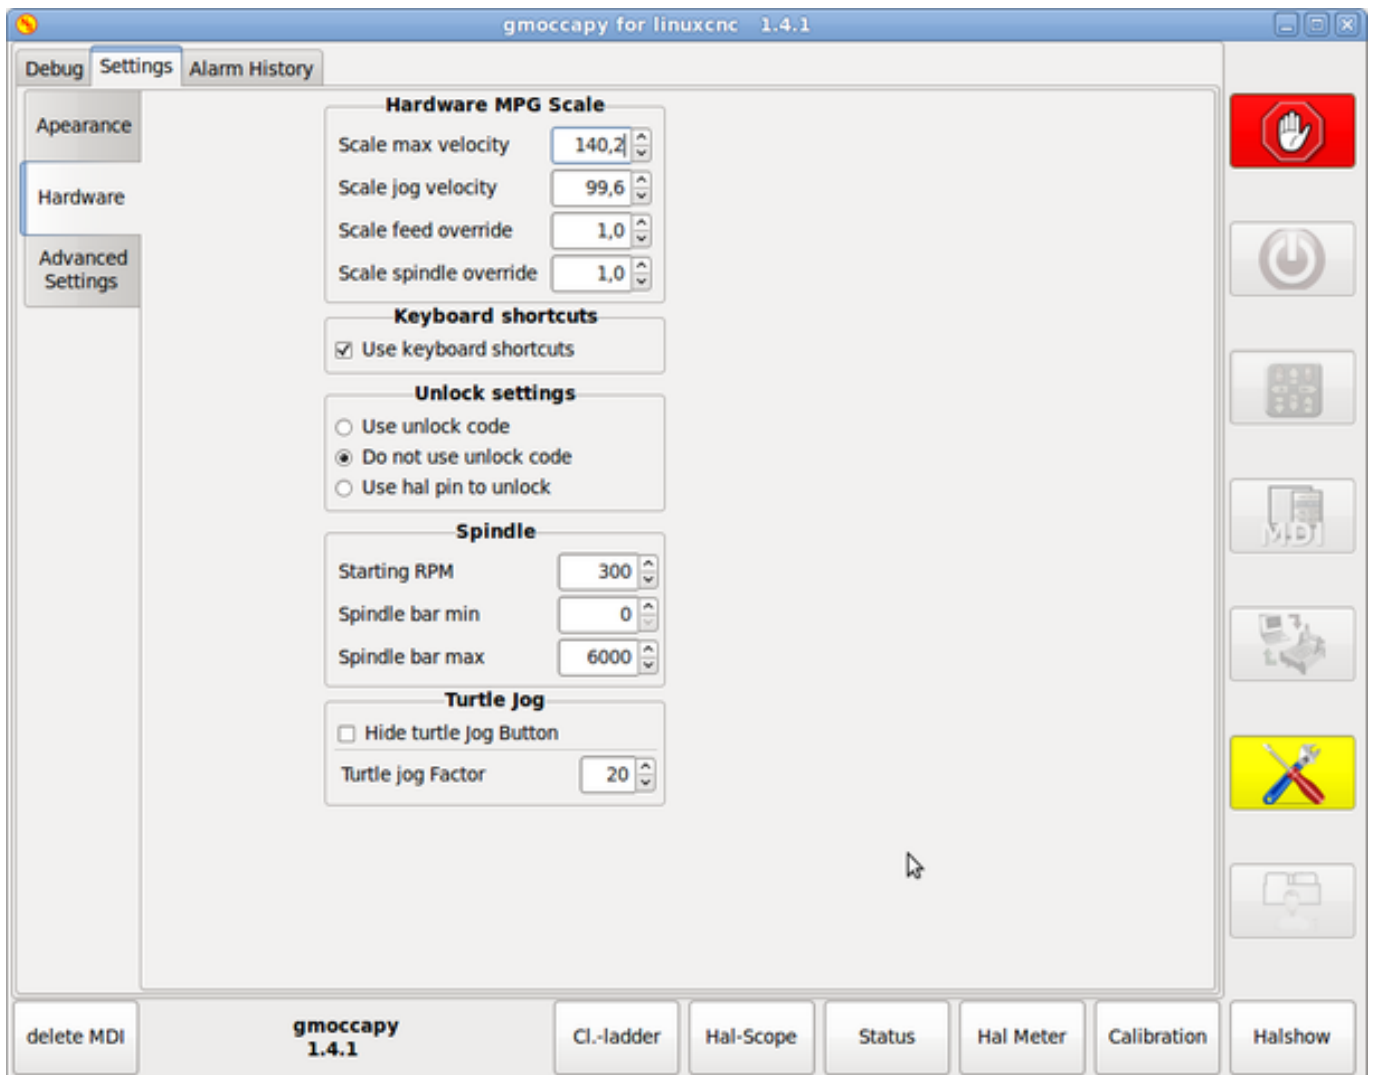 gmoccapy for linuxcnc 1.4.1
Debug
Settings
Alarm History
Apearance
Hardware
Advanced
Settings
Hardware MPG Scale
Scale max velocity 140,2
Scale jog velocity 99,6
Scale feed override 1,0
Scale spindle override 1,0
Keyboard shortcuts
Use keyboard shortcuts
Unlock settings
Use unlock code
Do not use unlock code
Use hal pin to unlock
Spindle
Starting RPM 300
Spindle bar min 0
Spindle bar max 6000
Turtle Jog
Hide turtle Jog Button
Turtle jog Factor 20
MDI
delete MDI
gmoccapy
1.4.1
Cl.-ladder
Hal-Scope
Status
Hal Meter
Calibration
Halshow